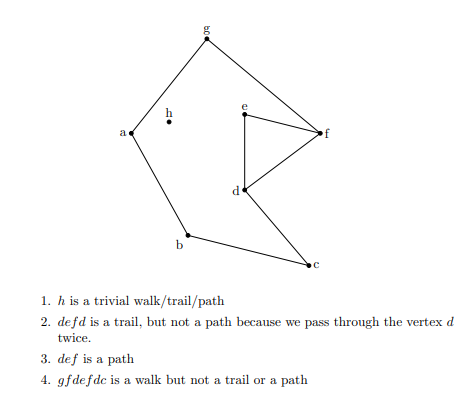 g
h
e
a
f
d
b
c
1. h is a trivial walk/trail/path
2. defd is a trail, but not a path because we pass through the vertex d
twice.
3. def is a path
4. gfdefdc is a walk but not a trail or a path